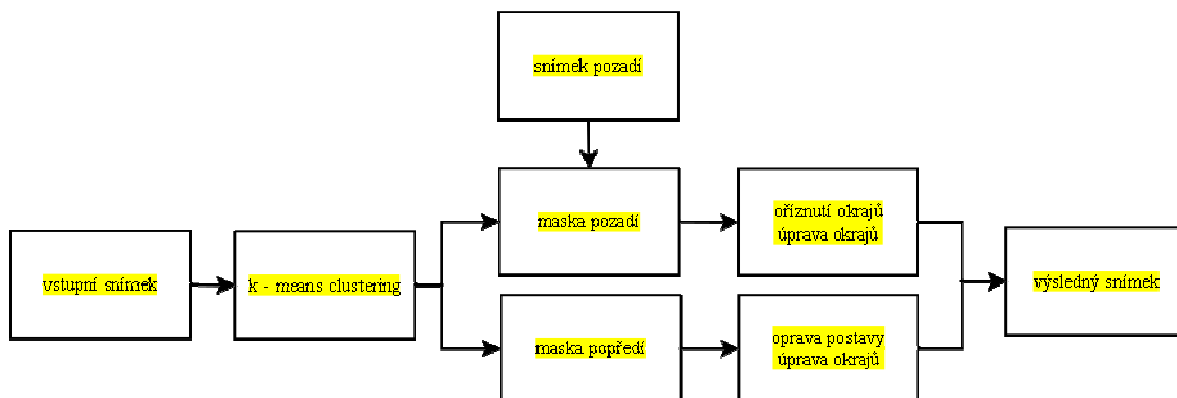 snímek pozadí
maska pozadí
oříznutí okrajů
úprava okrajů
vstupní snímek
k - means clustering
výsledný snímek
maska popředí
oprava postavy
úprava okrajů